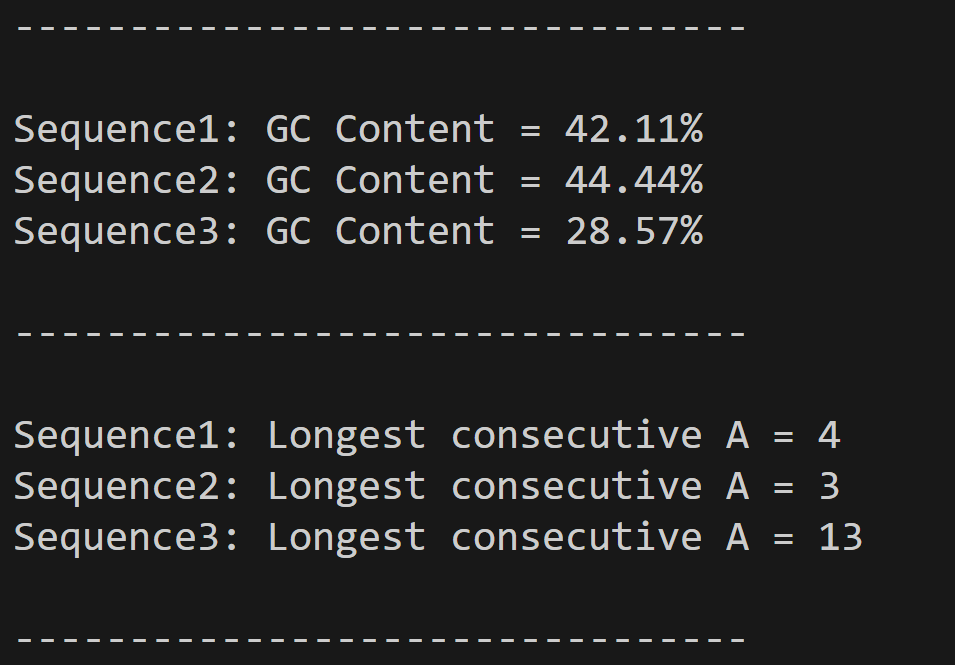 --------------------------------
Sequence1: GC Content = 42.11%
Sequence2: GC Content = 44.44%
Sequence3: GC Content = 28.57%
--------------------------------
Sequence1: Longest consecutive A = 4
Sequence2: Longest consecutive A = 3
Sequence3: Longest consecutive A = 13
--------------------------------